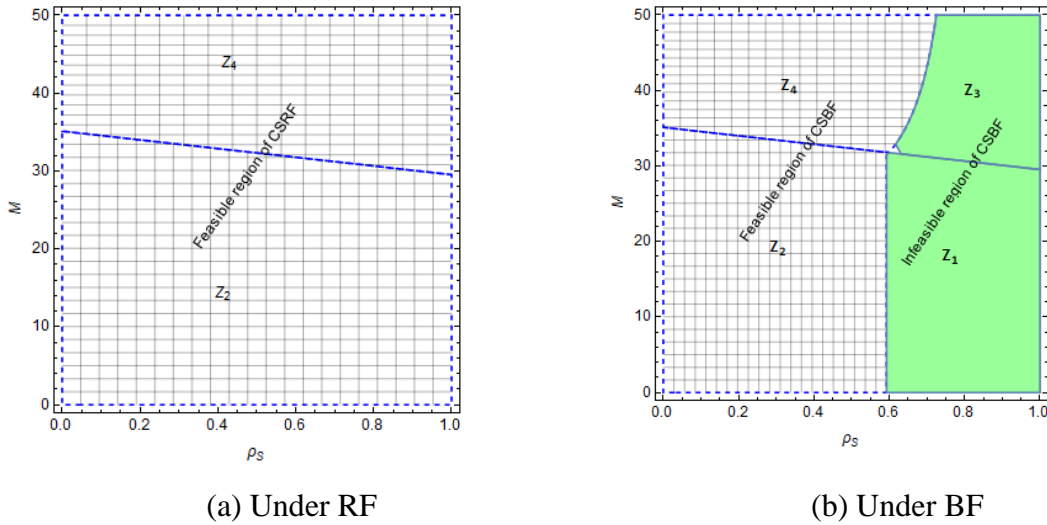 50
40
30
20
10
0
M
Z4
Feasible region of CSRF
Z2
0.0 0.2 0.4 0.6 0.8 1.0
ρS
(a) Under RF
50
40
30
20
10
0
M
Z4
Z3
Feasible region of CSBF
Infeasible region of CSBF
Z2
Z1
0.0 0.2 0.4 0.6 0.8 1.0
ρS
(b) Under BF